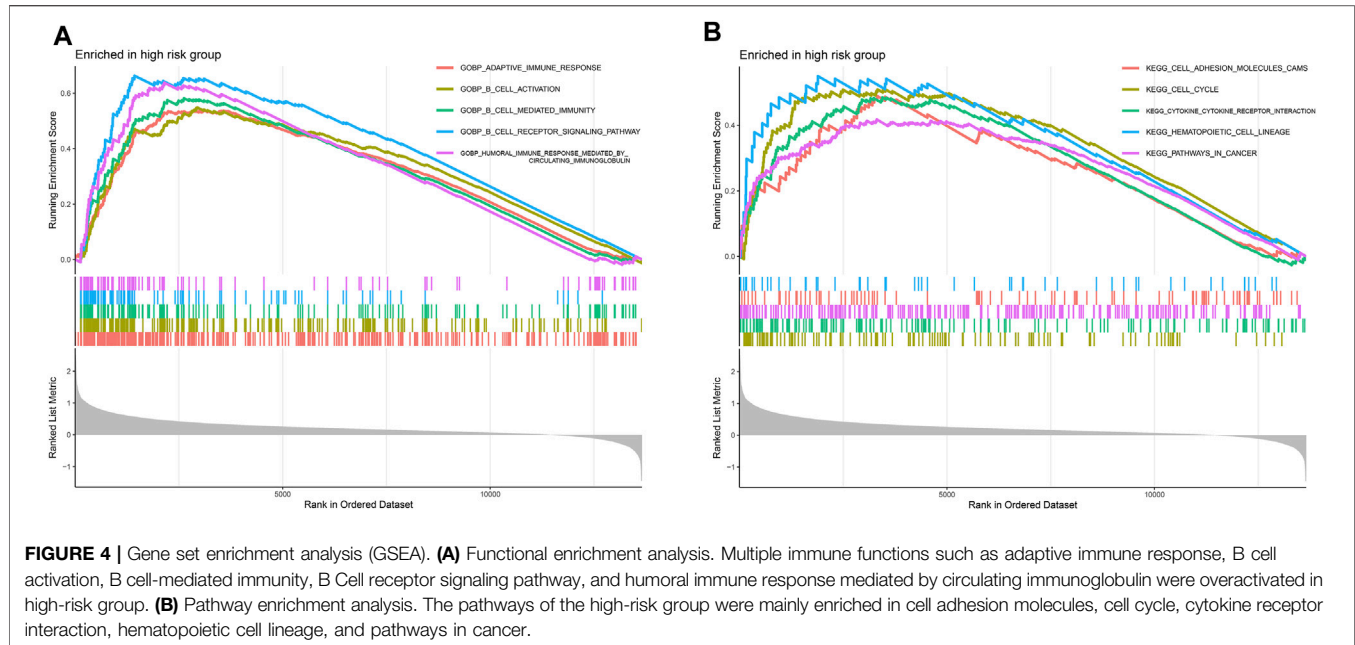 A
Enriched in high risk group
GOBP_ADAPTIVE_IMMUNE_RESPONSE
GOBP_B_CELL_ACTIVATION
GOBP_B_CELL_MEDIATED_IMMUNITY
GOBP_B_CELL_RECEPTOR_SIGNALING_PATHWAY
GOBP_HUMORAL_IMMUNE_RESPONSE_MEDIATED_BY_
CIRCULATING_IMMUNOGLOBULIN
Running Enrichment Score
0.6
0.4
0.2
0.0
Ranked List Metric
2
1
0
−1
5000
10000
Rank in Ordered Dataset
B
Enriched in high risk group
KEGG_CELL_ADHESION_MOLECULES_CAMS
KEGG_CELL_CYCLE
KEGG_CYTOKINE_CYTOKINE_RECEPTOR_INTERACTION
KEGG_HEMATOPOIETIC_CELL_LINEAGE
KEGG_PATHWAYS_IN_CANCER
Running Enrichment Score
0.4
0.2
0.0
Ranked List Metric
2
1
0
−1
5000
10000
Rank in Ordered Dataset
FIGURE 4 | Gene set enrichment analysis (GSEA). (A) Functional enrichment analysis. Multiple immune functions such as adaptive immune response, B cell
activation, B cell-mediated immunity, B Cell receptor signaling pathway, and humoral immune response mediated by circulating immunoglobulin were overactivated in
high-risk group. (B) Pathway enrichment analysis. The pathways of the high-risk group were mainly enriched in cell adhesion molecules, cell cycle, cytokine receptor
interaction, hematopoietic cell lineage, and pathways in cancer.